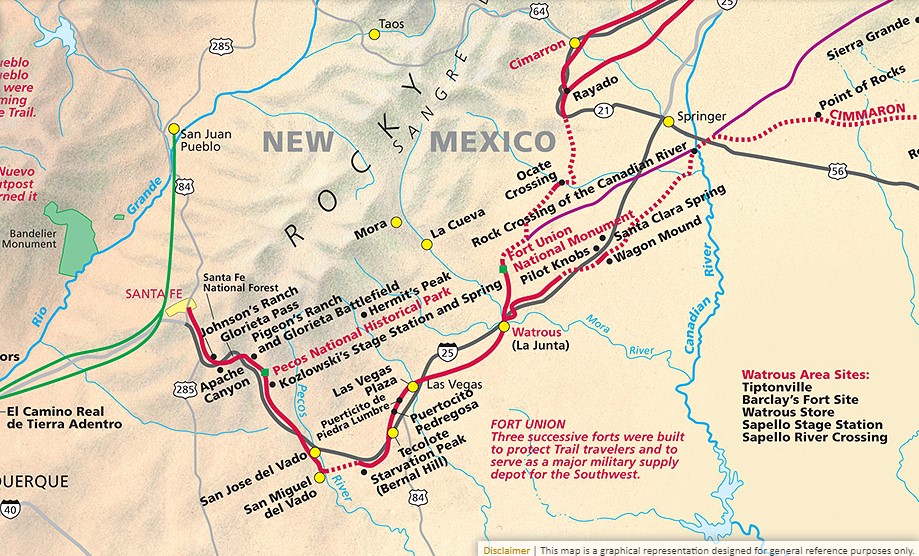 64
25
Taos
285
Cimarron
Sierra Grande
ueblo
ueblo
were
ming
e Trail.
Rayado
Point of Rocks
CIMMARON
21
Springer
San Juan
Pueblo
NEW MEXICO
ROCKY
SANGRE
Ocate
Crossing
Rock Crossing of the Canadian River
56
Ro
Nuevo
utpost
rned it
84
Rio Grande
Bandelier
Monument
Mora
La Cueva
Fort Union
National Monument
Santa Clara Spring
Pilot Knobs
Wagon Mound
Canadian River
Santa Fe
National Forest
SANTA FE
Johnson's Ranch
Glorieta Pass
Pigeon's Ranch
and Glorieta Battlefield
Hermit's Peak
Pecos National Historical Park
Kozlowski's Stage Station and Spring
Apache
Canyon
285
Watrous
(La Junta)
Mora River
25
ors
El Camino Real
de Tierra Adentro
Las Vegas
Plaza
Las Vegas
Puerticito de
Piedra Lumbre
Puertocito
Pedregosa
Tecolote
Starvation Peak
(Bernal Hill)
Pecos River
San Jose del Vado
San Miguel
del Vado
84
QUERQUE
40
Watrous Area Sites:
Tiptonville
Barclay's Fort Site
Watrous Store
Sapello Stage Station
Sapello River Crossing
FORT UNION
Three successive forts were built
to protect Trail travelers and to
serve as a major military supply
depot for the Southwest.
Disclaimer | This map is a graphical representation designed for general reference purposes only.